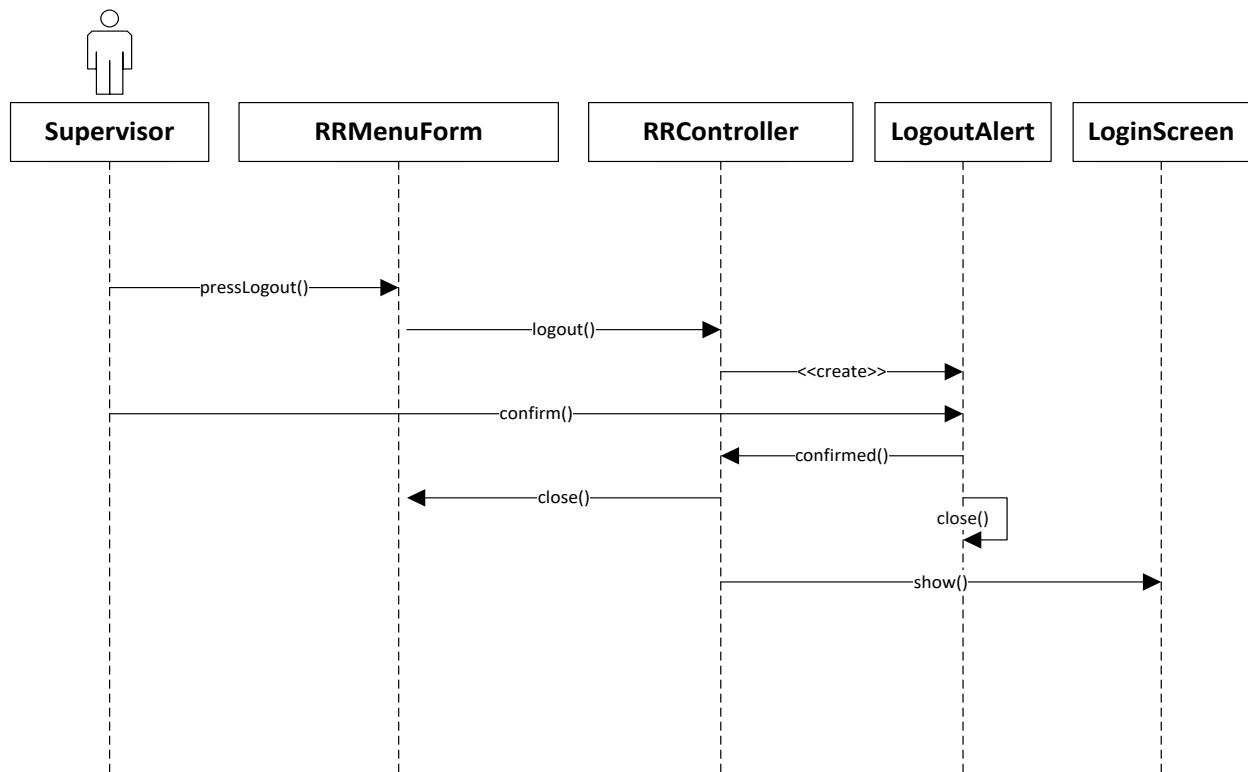 Supervisor
RRMenuForm
RRController
LogoutAlert
LoginScreen
pressLogout()
logout()
<<create>>
confirm()
confirmed()
close()
close()
show()